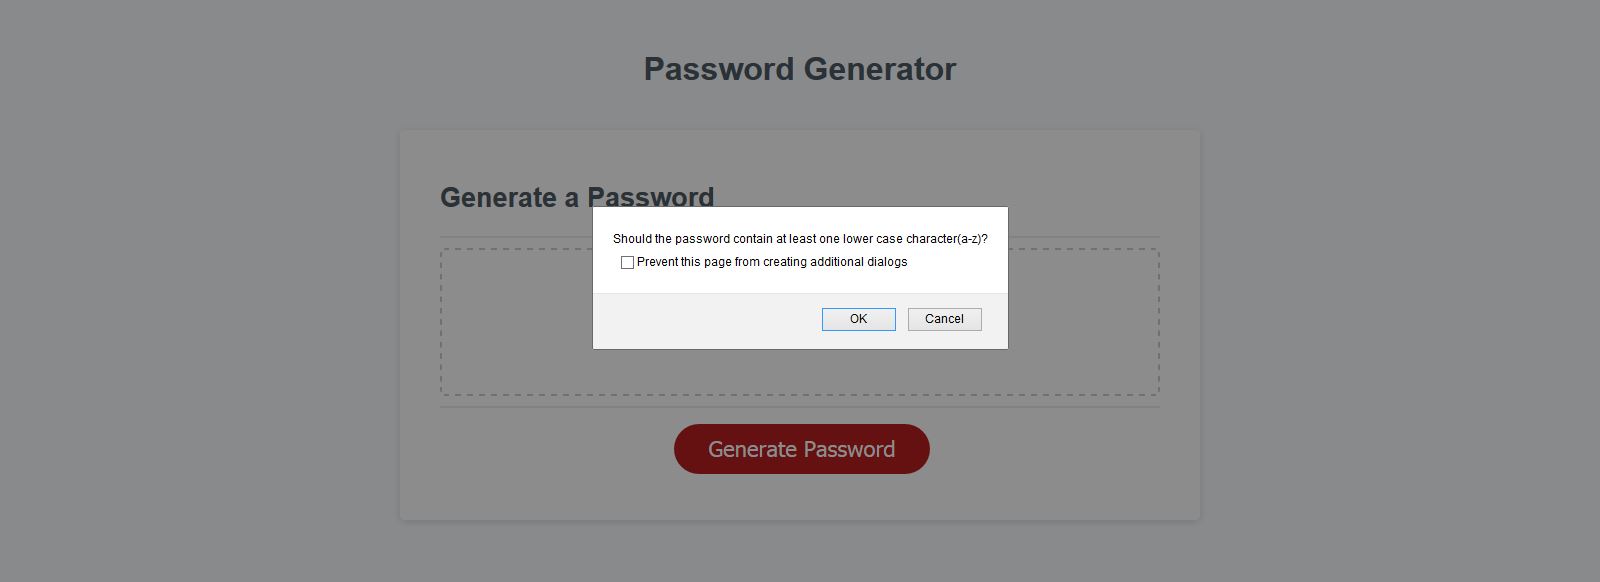 Password Generator
Generate a Password
Should the password contain at least one lower case character(a-z)?
Prevent this page from creating additional dialogs
OK
Cancel
Generate Password